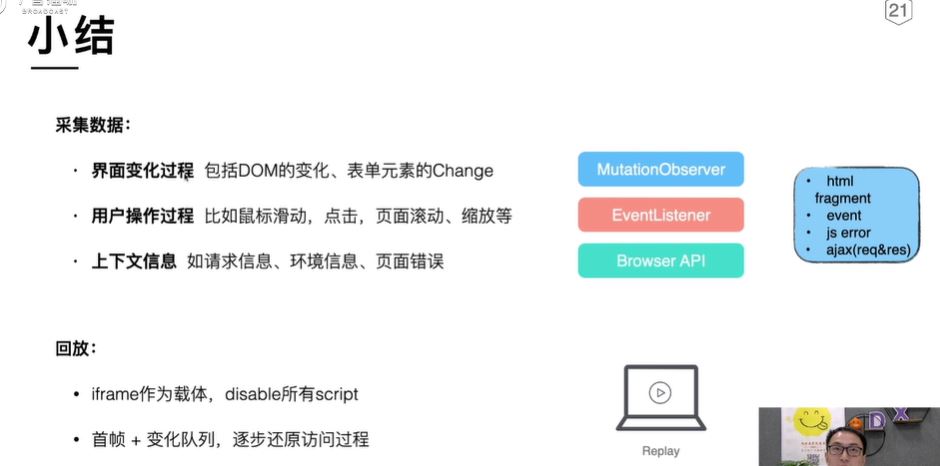 BROADCAST
21
小结
采集数据：
· 界面变化过程 包括DOM的变化、表单元素的Change
MutationObserver
· 用户操作过程 比如鼠标滑动，点击，页面滚动、缩放等
EventListener
· 上下文信息 如请求信息、环境信息、页面错误
Browser API
• html
fragment
• event
• js error
• ajax(req&res)
回放：
• iframe作为载体，disable所有script
• 首帧 + 变化队列，逐步还原访问过程
Replay
DX